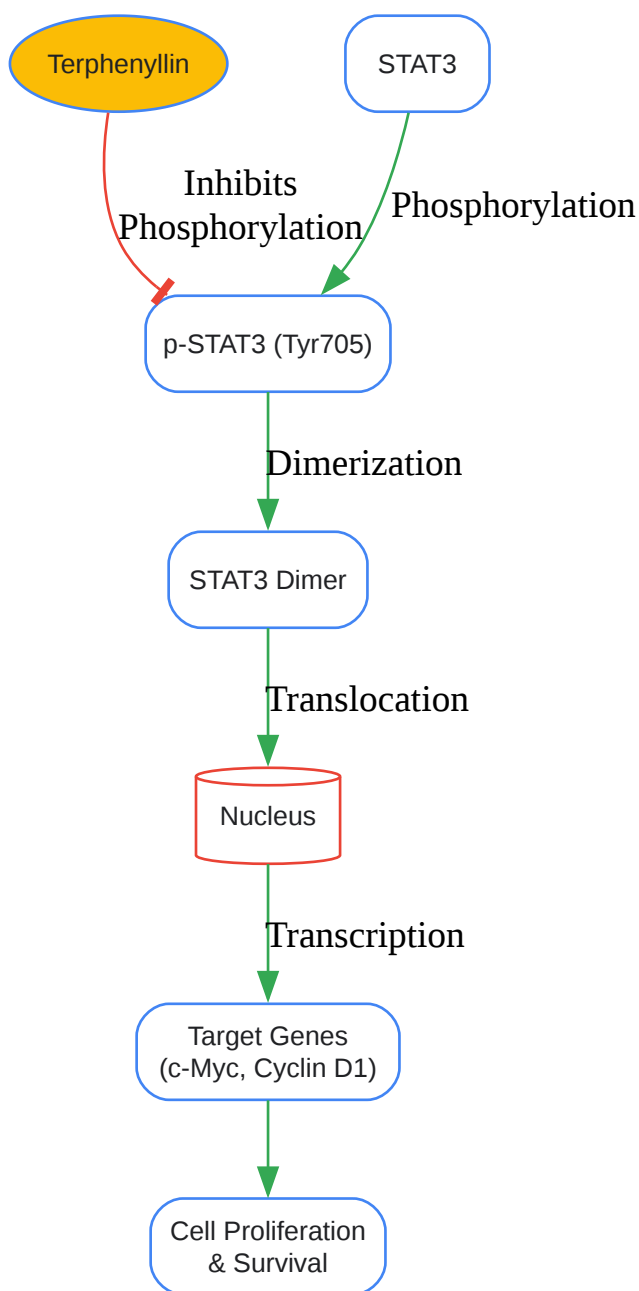 Terphenyllin
STAT3
Inhibits
Phosphorylation
Phosphorylation
p-STAT3 (Tyr705)
Dimerization
STAT3 Dimer
Translocation
Nucleus
Transcription
Target Genes
(c-Myc, Cyclin D1)
Cell Proliferation
& Survival